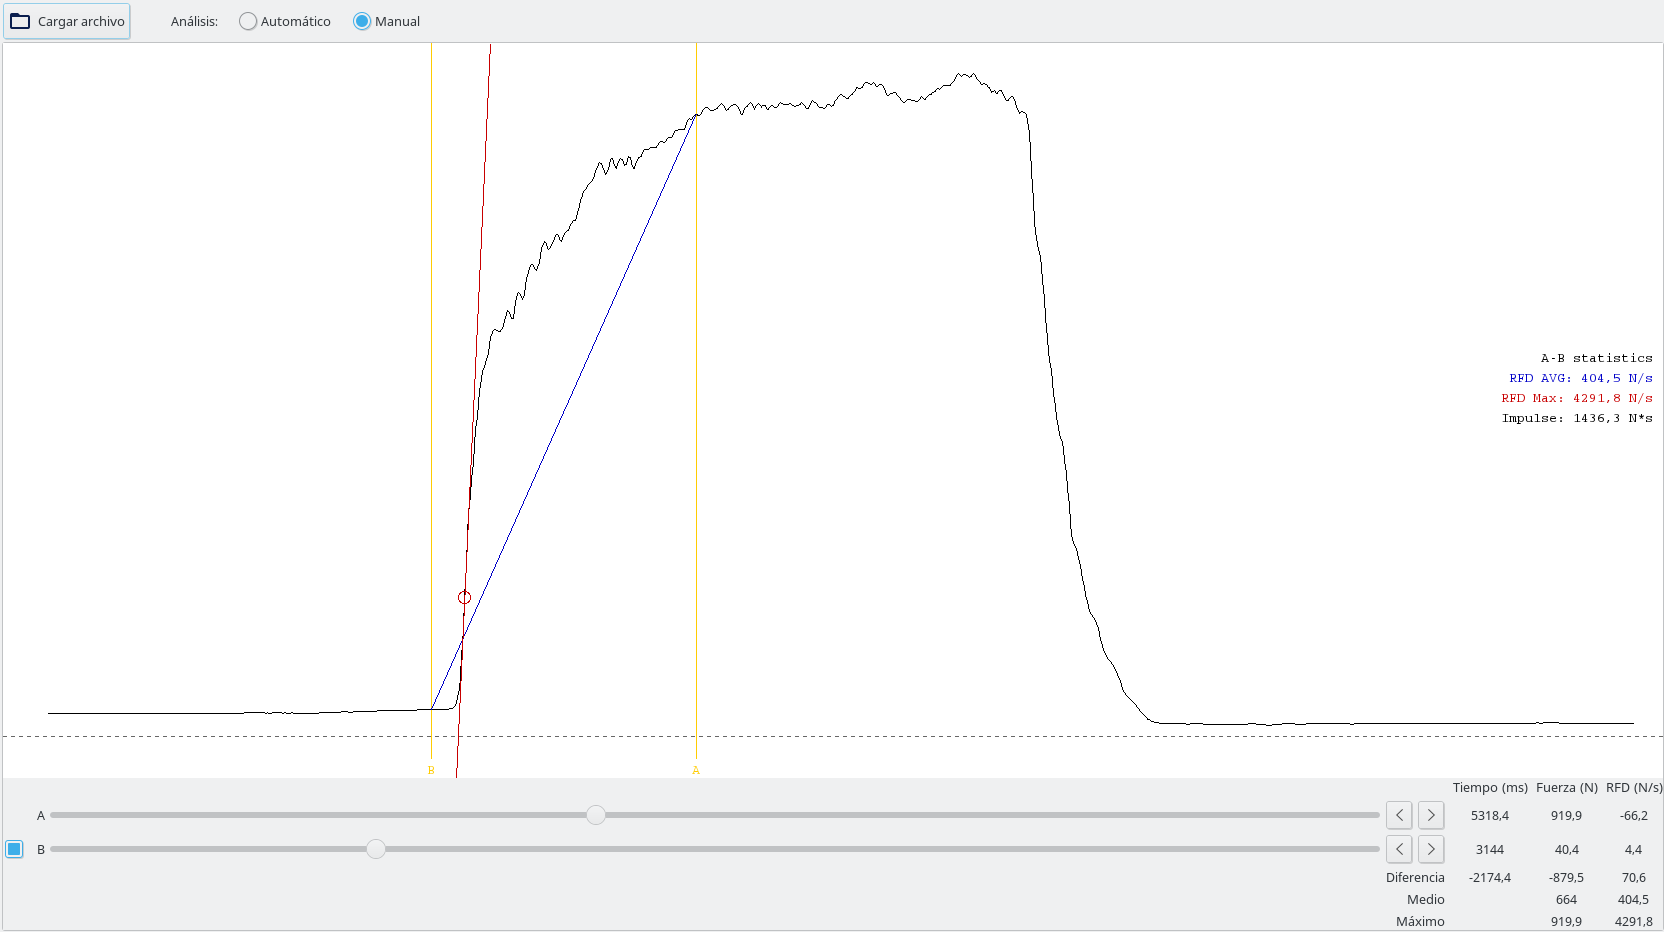 Cargar archivo Análisis: Automático Manual
A-B statistics
RFD AVG: 404,5 N/s
RFD Max: 4291,8 N/s
Impulse: 1436,3 N*s
B A
Tiempo (ms) Fuerza (N) RFD (N/s)
A 5318,4 919,9 -66,2
B 3144 40,4 4,4
Diferencia -2174,4 -879,5 70,6
Medio 664 404,5
Máximo 919,9 4291,8